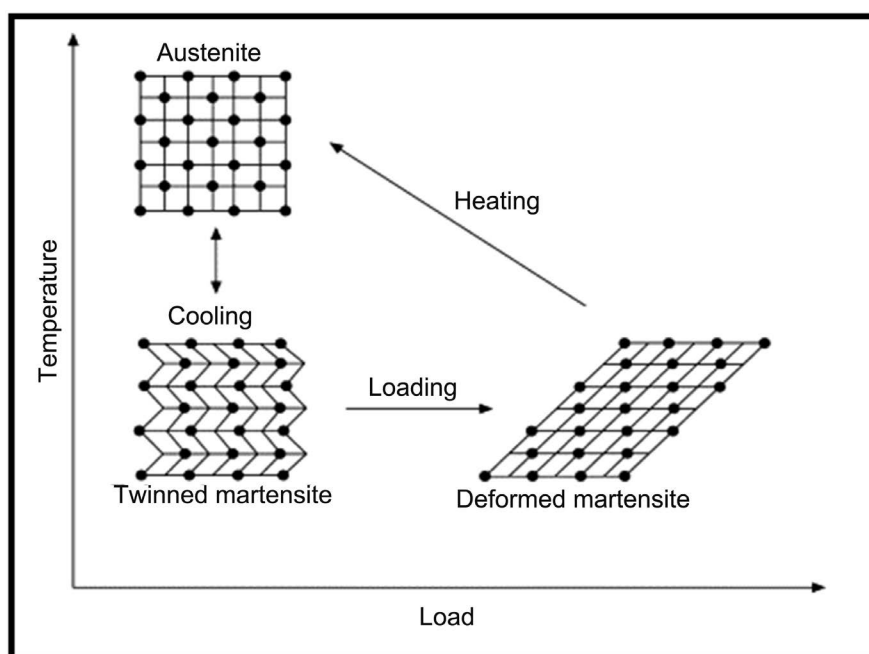 Austenite
Heating
Cooling
Temperature
Loading
Twinned martensite
Deformed martensite
Load